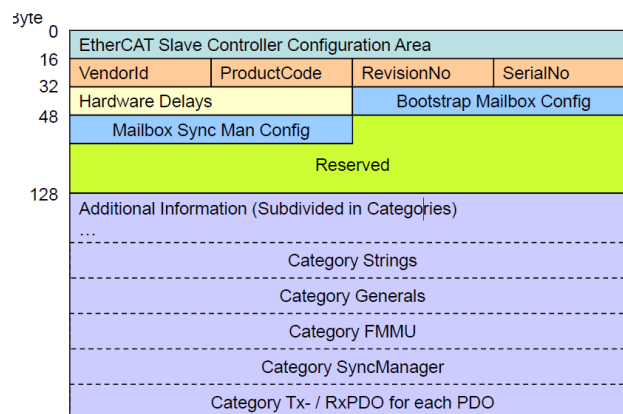 Byte
0
EtherCAT Slave Controller Configuration Area
16
VendorId ProductCode RevisionNo SerialNo
32
Hardware Delays Bootstrap Mailbox Config
48
Mailbox Sync Man Config
Reserved
128
Additional Information (Subdivided in Categories)
...
Category Strings
Category Generals
Category FMMU
Category SyncManager
Category Tx- / RxPDO for each PDO